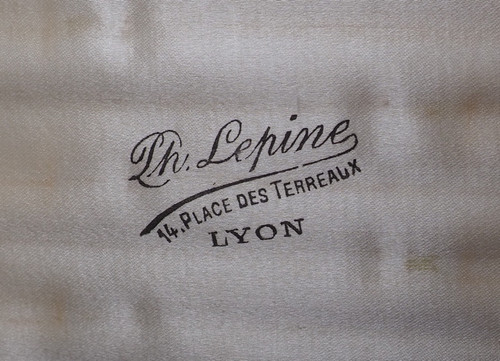 Ph. Lepine
14. PLACE DES TERREAUX
LYON